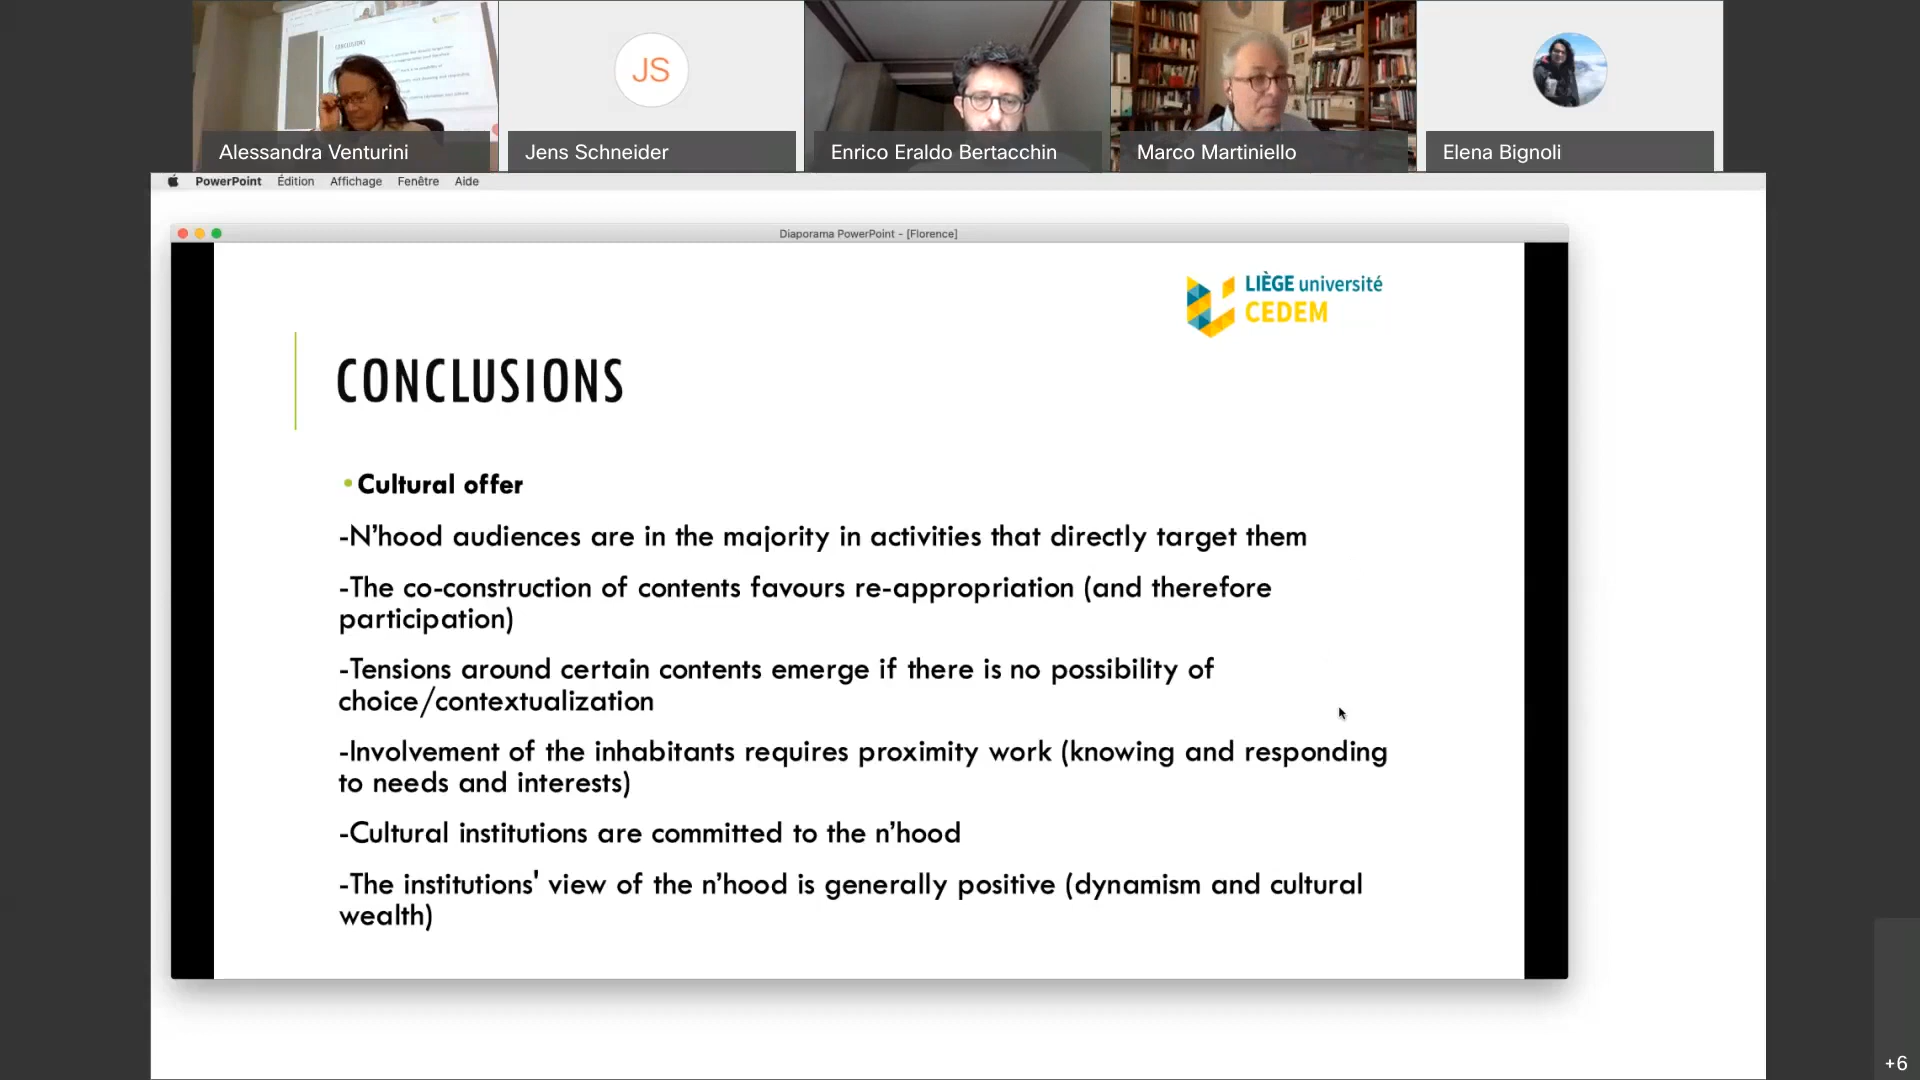 CONCLUSIONS
JS
Alessandra Venturini
Jens Schneider
Enrico Eraldo Bertacchin
Marco Martiniello
Elena Bignoli
PowerPoint Édition Affichage Fenêtre Aide
Diaporama PowerPoint - [Florence]
LIÈGE université
CEDEM
CONCLUSIONS
•Cultural offer
-N'hood audiences are in the majority in activities that directly target them
-The co-construction of contents favours re-appropriation (and therefore
participation)
-Tensions around certain contents emerge if there is no possibility of
choice/contextualization
-Involvement of the inhabitants requires proximity work (knowing and responding
to needs and interests)
-Cultural institutions are committed to the n'hood
-The institutions' view of the n'hood is generally positive (dynamism and cultural
wealth)
+6